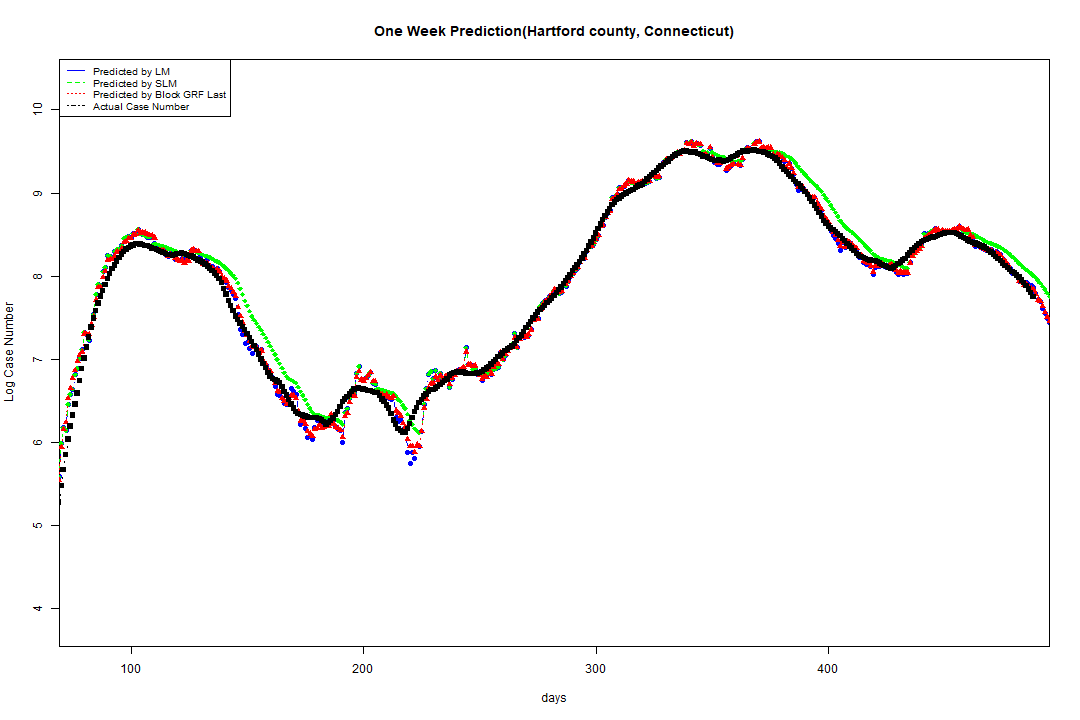 One Week Prediction(Hartford county, Connecticut)
Predicted by LM
Predicted by SLM
Predicted by Block GRF Last
Actual Case Number
10
9
8
7
6
5
4
Log Case Number
100 200 300 400
days